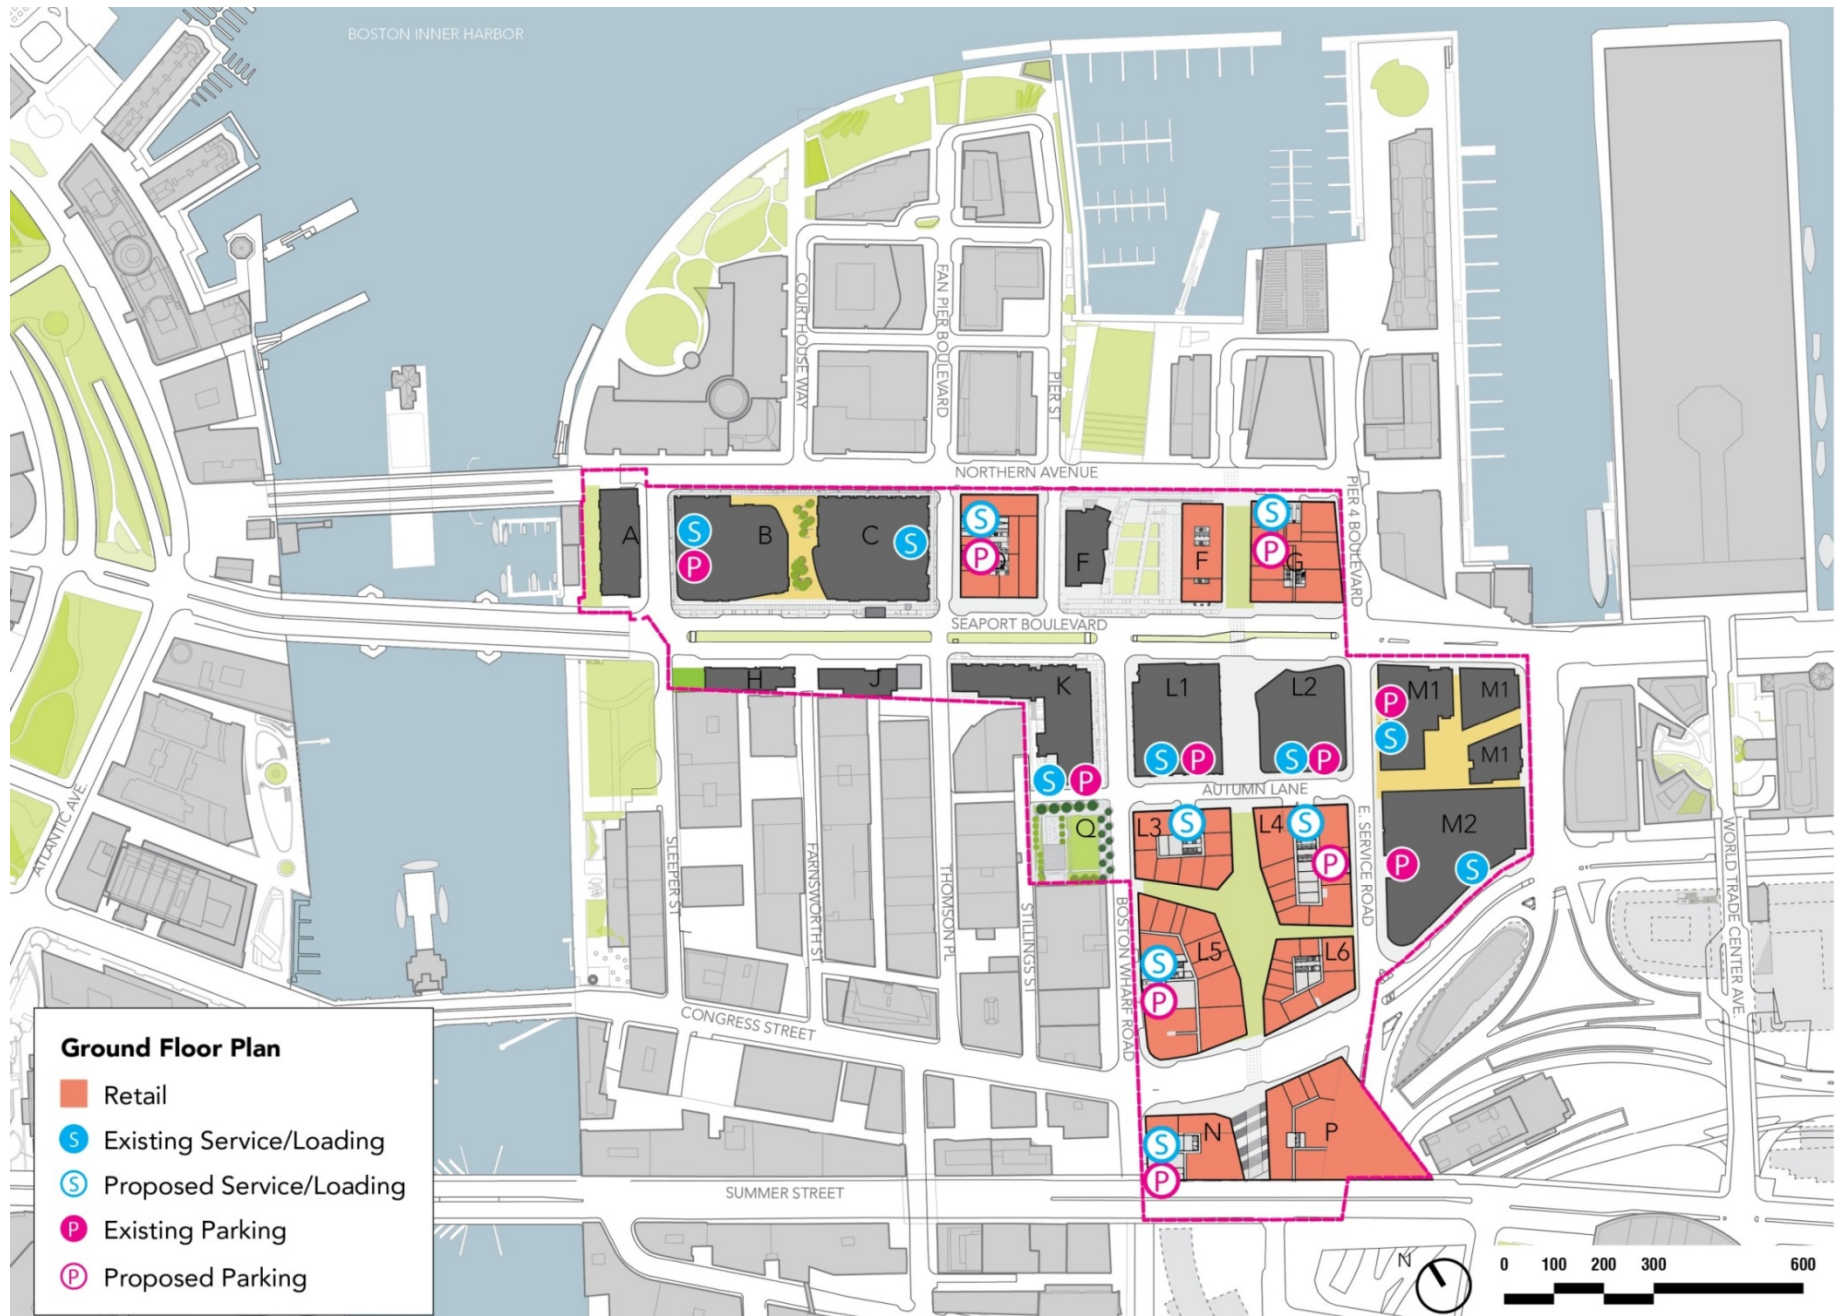 BOSTON INNER HARBOR
COURTHOUSE WAY
FAN PIER BOULEVARD
PIER ST
NORTHERN AVENUE
PIER 4 BOULEVARD
A
S
P
B
C
S
S
P
F
F
S
P
G
SEAPORT BOULEVARD
H
J
K
L1
L2
P
M1
M1
S
M1
S
P
S
P
S
P
AUTUMN LANE
ATLANTIC AVE.
SLEEPER ST
FARNSWORTH ST
THOMSON PL
STILLINGS ST
Q
BOSTON WHARF ROAD
L3
S
L4
S
P
E. SERVICE ROAD
M2
P
S
WORLD TRADE CENTER AVE.
S
L5
P
L6
CONGRESS STREET
S
N
P
P
SUMMER STREET
Ground Floor Plan
Retail
S Existing Service/Loading
S Proposed Service/Loading
P Existing Parking
P Proposed Parking
N
0 100 200 300 600